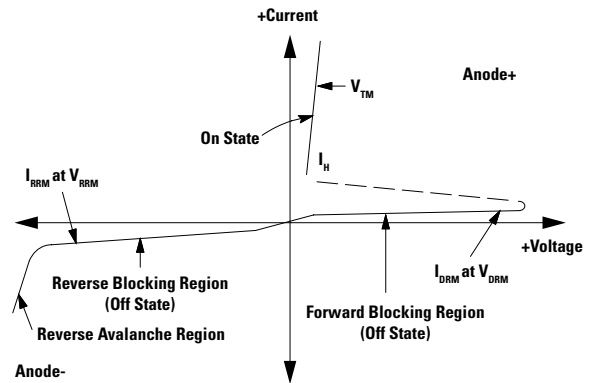 +Current
Anode+
V_TM
On State
I_H
I_RRM at V_RRM
+Voltage
I_DRM at V_DRM
Reverse Blocking Region
(Off State)
Forward Blocking Region
(Off State)
Reverse Avalanche Region
Anode-